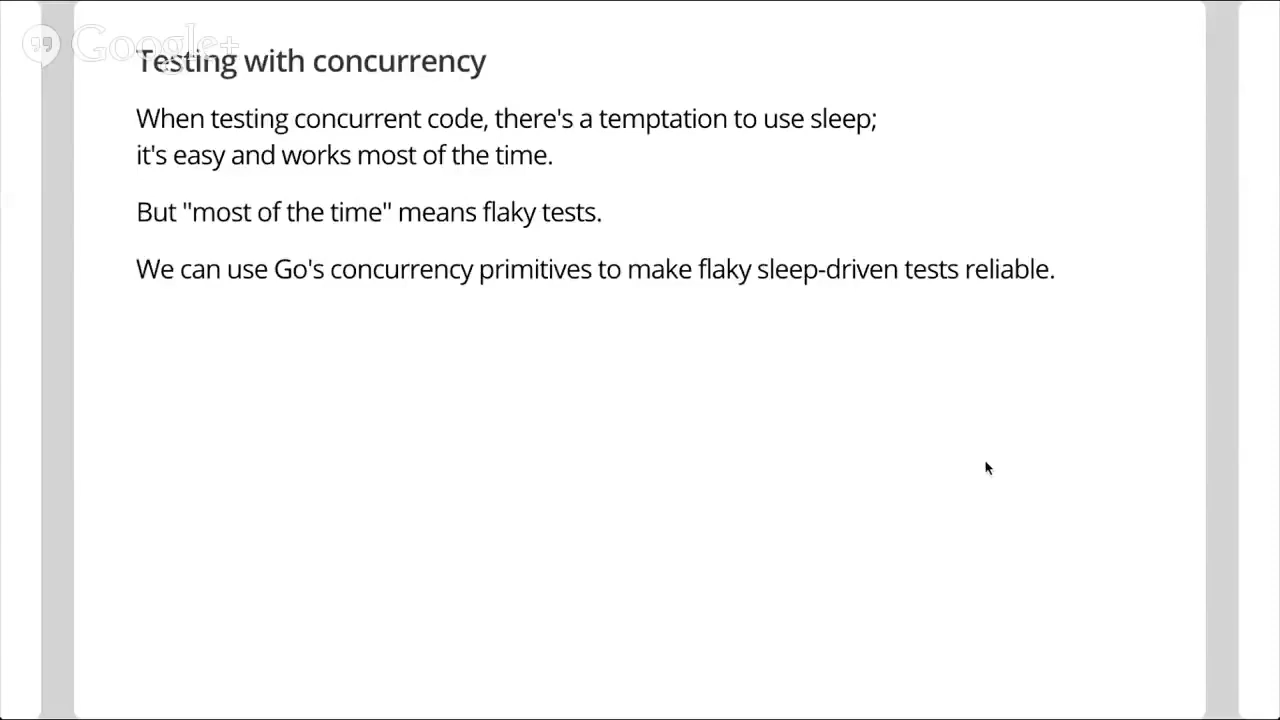 Google+
Testing with concurrency
When testing concurrent code, there's a temptation to use sleep;
it's easy and works most of the time.
But "most of the time" means flaky tests.
We can use Go's concurrency primitives to make flaky sleep-driven tests reliable.